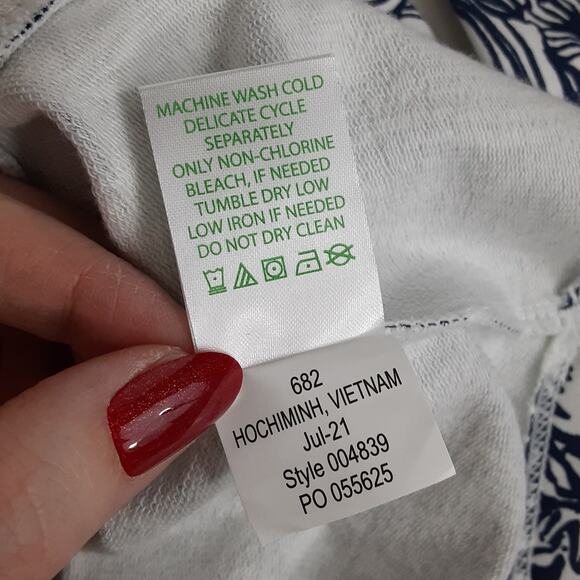 MACHINE WASH COLD
DELICATE CYCLE
SEPARATELY
ONLY NON-CHLORINE
BLEACH, IF NEEDED
TUMBLE DRY LOW
LOW IRON IF NEEDED
DO NOT DRY CLEAN
682
HOCHIMINH, VIETNAM
Jul-21
Style 004839
PO 055625